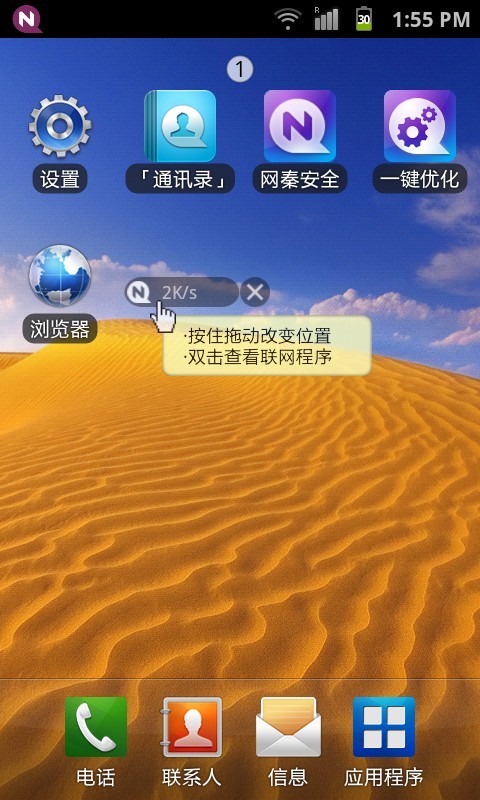 N
R
30
1:55 PM
1
设置
「通讯录」
N
网秦安全
一键优化
浏览器
N 2K/s
·按住拖动改变位置
·双击查看联网程序
电话
联系人
信息
应用程序